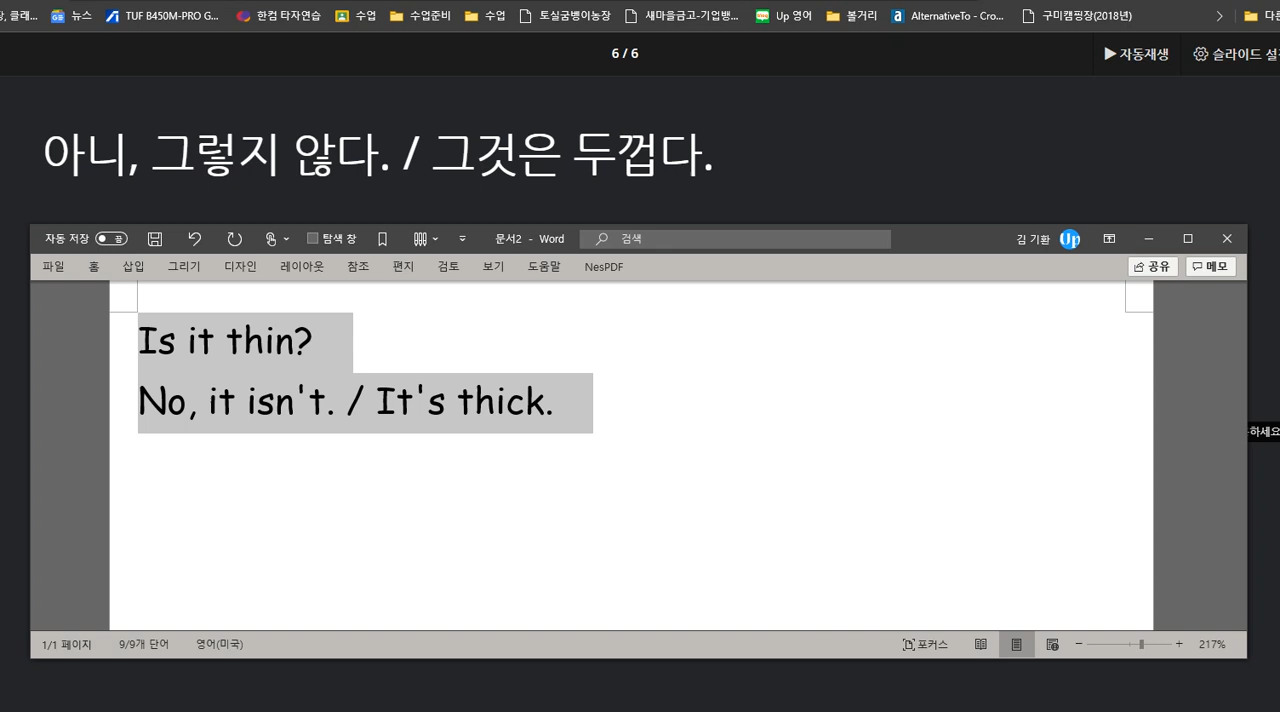 뉴스 TUF B450M-PRO G... 한컴 타자연습 수업 수업준비 수업 토실굼벵이농장 새마을금고-기업뱅... Up 영어 볼거리 AlternativeTo - Cro... 구미캠핑장(2018년)
6 / 6 자동재생 슬라이드
아니, 그렇지 않다. / 그것은 두껍다.
자동 저장 끔 탐색 창 문서2 - Word 검색 김 기환 Up
파일 홈 삽입 그리기 디자인 레이아웃 참조 편지 검토 보기 도움말 NesPDF 공유 메모
Is it thin?
No, it isn't. / It's thick.
하세요
1/1 페이지 9/9개 단어 영어(미국) 포커스 217%